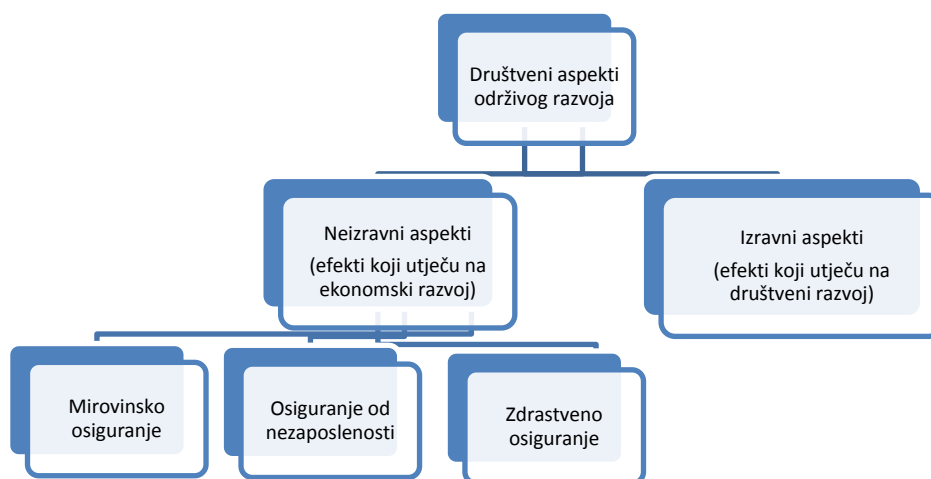 Društveni aspekti
održivog razvoja
Neizravni aspekti
(efekti koji utječu na
ekonomski razvoj)
Izravni aspekti
(efekti koji utječu na
društveni razvoj)
Mirovinsko
osiguranje
Osiguranje od
nezaposlenosti
Zdrastveno
osiguranje